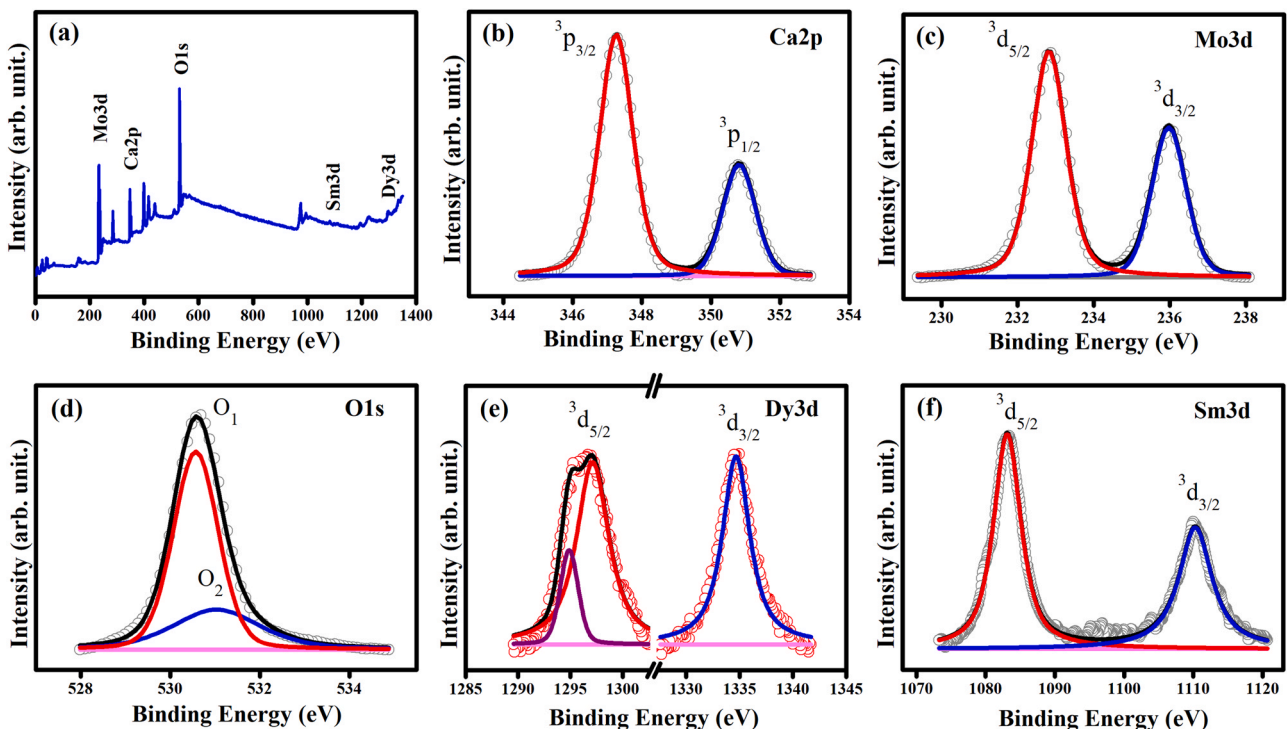 (a)
Intensity (arb. unit.)
Mo3d
Ca2p
O1s
Sm3d
Dy3d
0 200 400 600 800 1000 1200 1400
Binding Energy (eV)
(b)
Ca2p
Intensity (arb. unit.)
³p₃/₂
³p₁/₂
344 346 348 350 352 354
Binding Energy (eV)
(c)
Mo3d
Intensity (arb. unit.)
³d₅/₂
³d₃/₂
230 232 234 236 238
Binding Energy (eV)
(d)
O1s
Intensity (arb. unit.)
O₁
O₂
528 530 532 534
Binding Energy (eV)
(e)
Dy3d
Intensity (arb. unit.)
³d₅/₂
³d₃/₂
1285 1290 1295 1300 1330 1335 1340 1345
Binding Energy (eV)
(f)
Sm3d
Intensity (arb. unit.)
³d₅/₂
³d₃/₂
1070 1080 1090 1100 1110 1120
Binding Energy (eV)